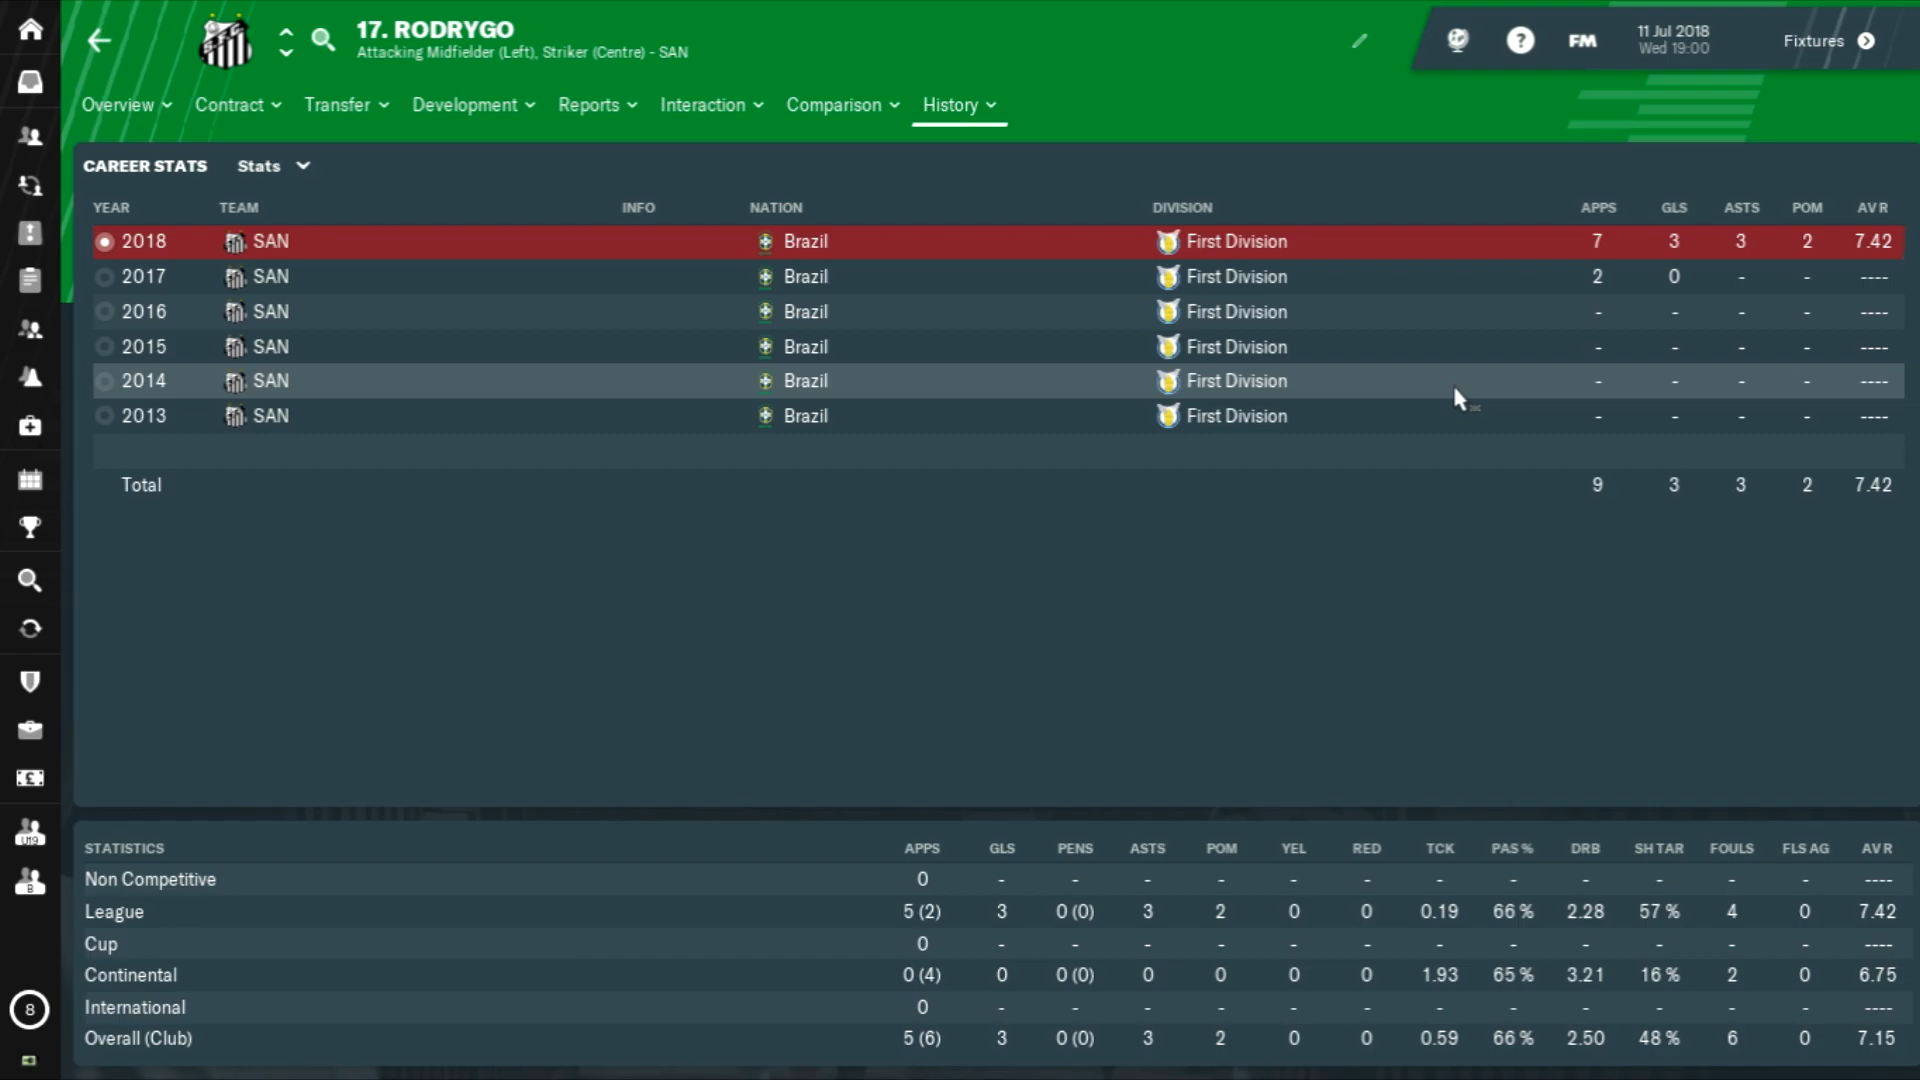 17. RODRYGO
Attacking Midfielder (Left), Striker (Centre) - SAN
FM
11 Jul 2018
Wed 19:00
Fixtures
Overview Contract Transfer Development Reports Interaction Comparison History
CAREER STATS Stats
YEAR TEAM INFO NATION DIVISION APPS GLS ASTS POM AV R
2018 SAN Brazil First Division 7 3 3 2 7.42
2017 SAN Brazil First Division 2 0 - - ----
2016 SAN Brazil First Division - - - - ----
2015 SAN Brazil First Division - - - - ----
2014 SAN Brazil First Division - - - - ----
2013 SAN Brazil First Division - - - - ----
Total 9 3 3 2 7.42
STATISTICS APPS GLS PENS ASTS POM YEL RED TCK PAS % DRB SH TAR FOULS FLS AG AV R
Non Competitive 0 - - - - - - - - - - - - ----
League 5 (2) 3 0 (0) 3 2 0 0 0.19 66 % 2.28 57 % 4 0 7.42
Cup 0 - - - - - - - - - - - - ----
Continental 0 (4) 0 0 (0) 0 0 0 0 1.93 65 % 3.21 16 % 2 0 6.75
International 0 - - - - - - - - - - - - ----
Overall (Club) 5 (6) 3 0 (0) 3 2 0 0 0.59 66 % 2.50 48 % 6 0 7.15
U19
B
8